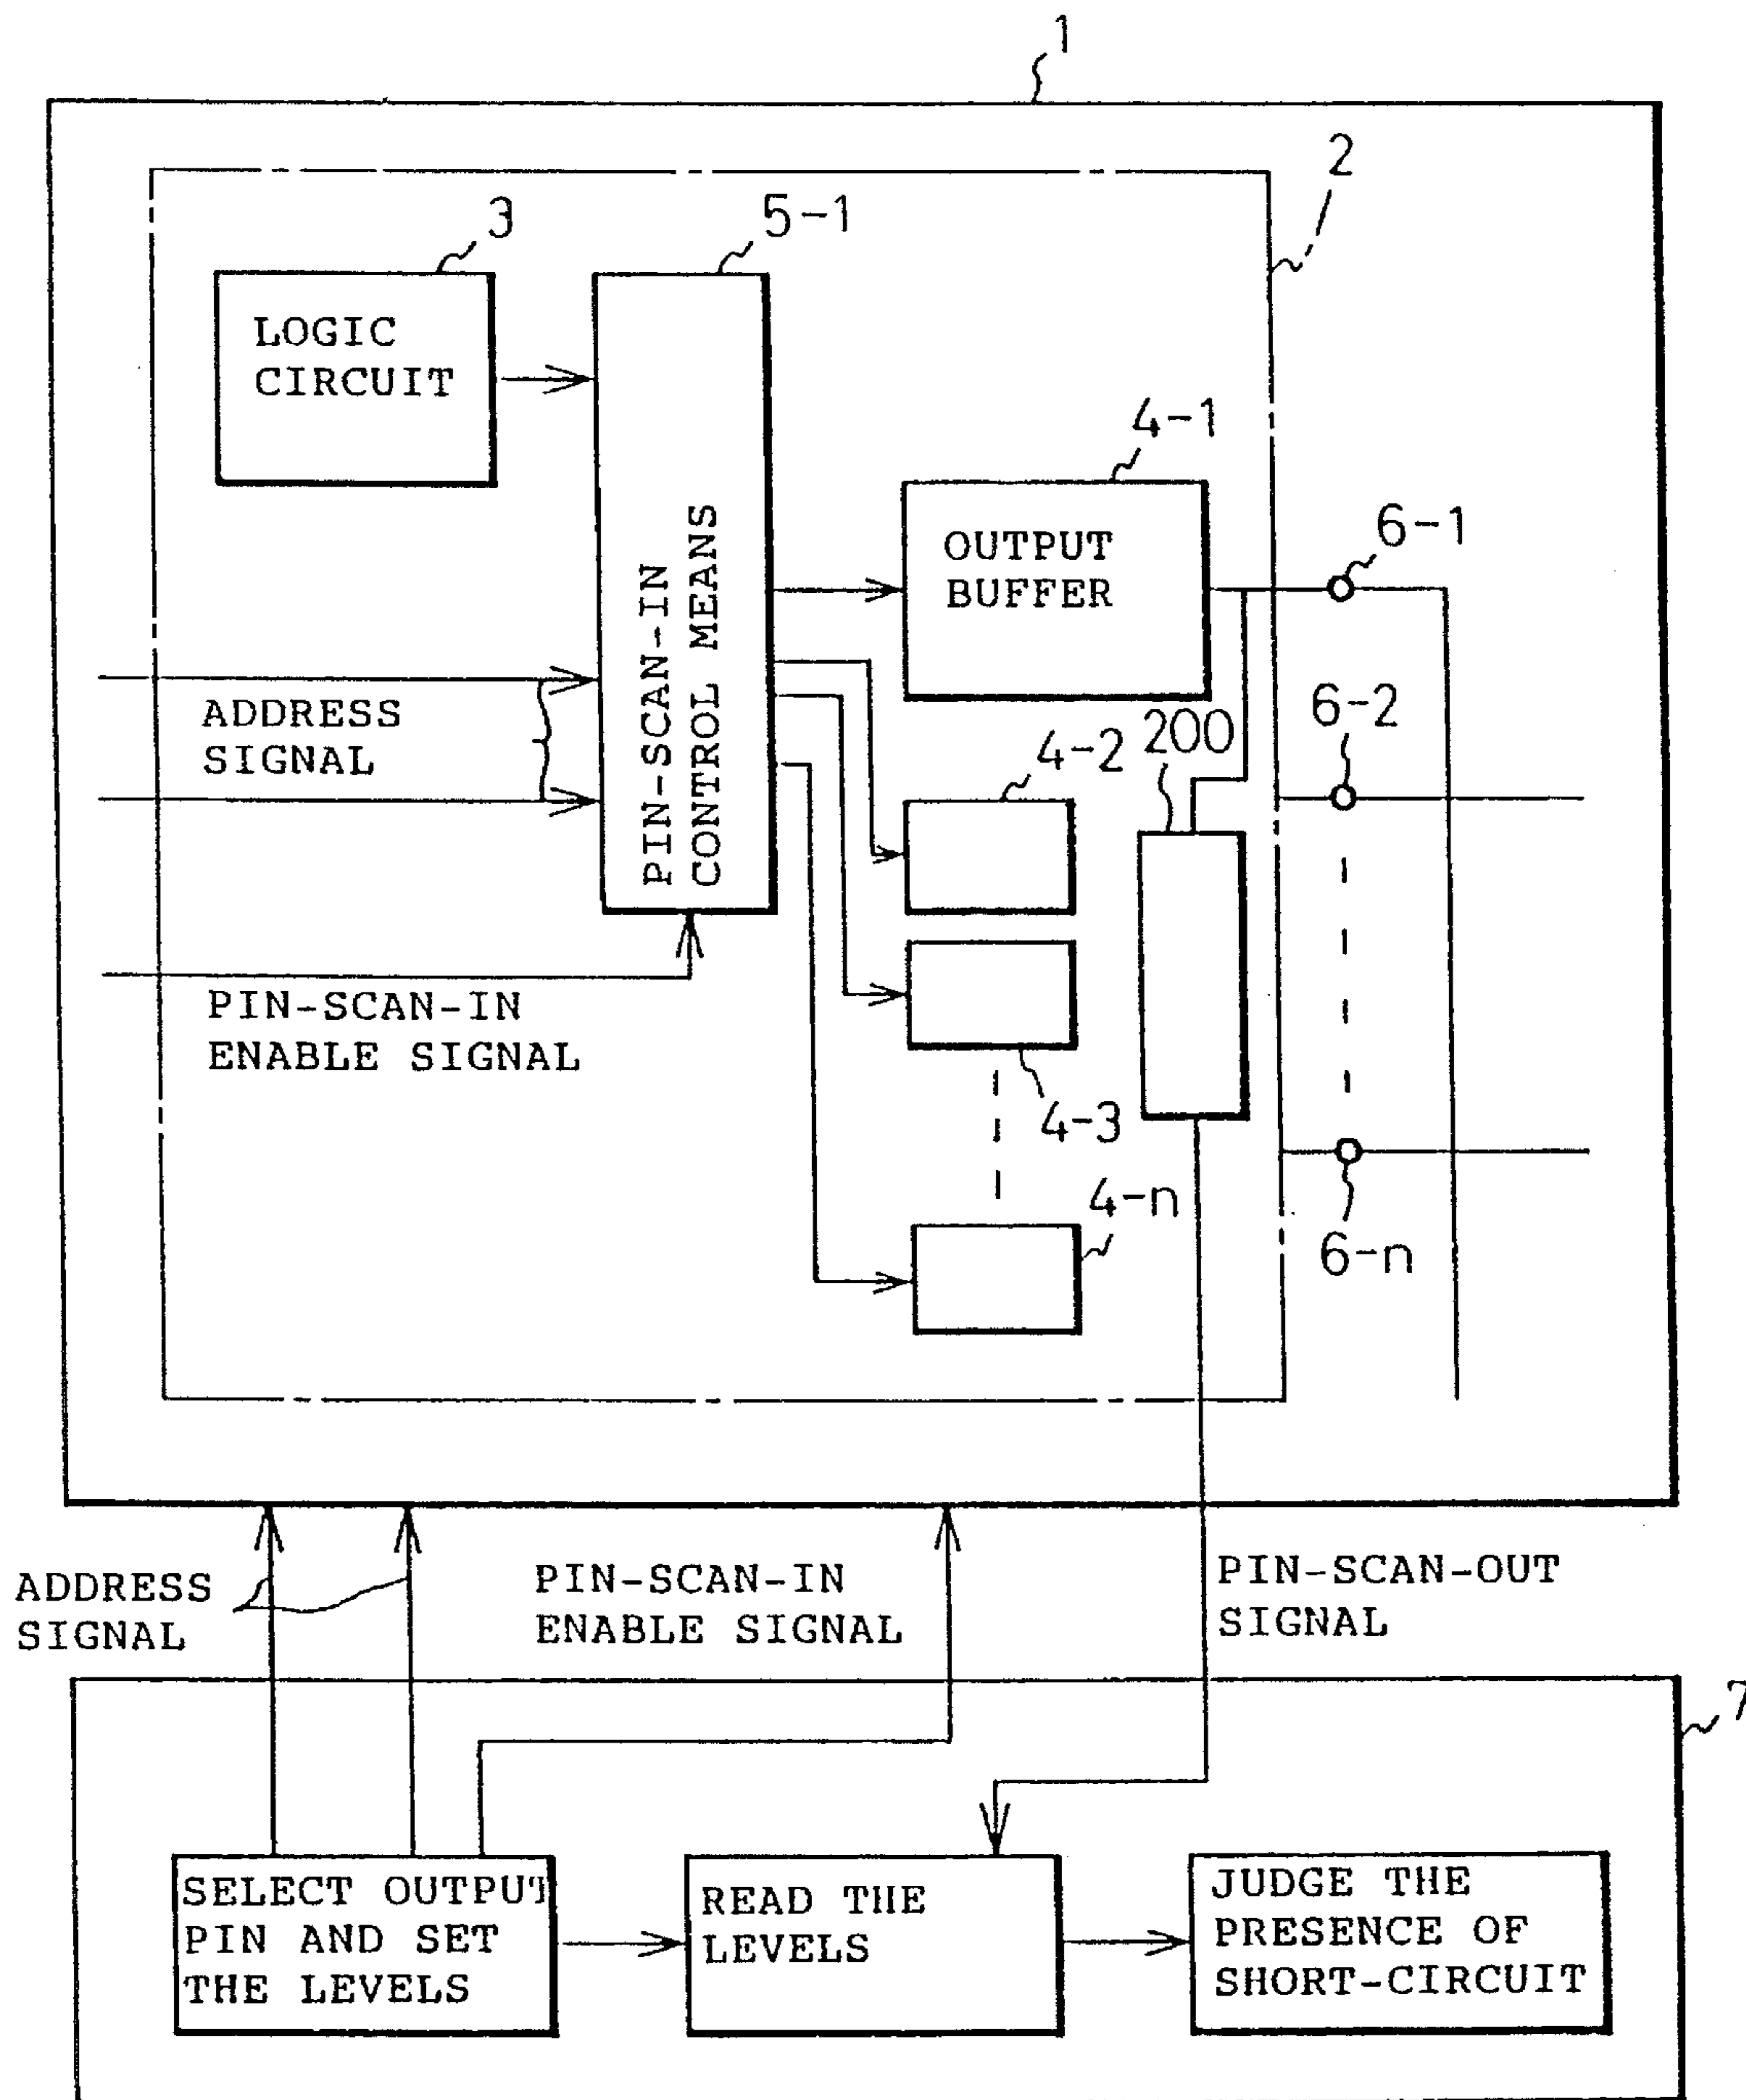 1
2
3
5-1
LOGIC
CIRCUIT
4-1
PIN-SCAN-IN
CONTROL MEANS
OUTPUT
BUFFER
6-1
ADDRESS
SIGNAL
4-2
200
6-2
PIN-SCAN-IN
ENABLE SIGNAL
4-3
4-n
6-n
ADDRESS
SIGNAL
PIN-SCAN-IN
ENABLE SIGNAL
PIN-SCAN-OUT
SIGNAL
7
SELECT OUTPUT
PIN AND SET
THE LEVELS
READ THE
LEVELS
JUDGE THE
PRESENCE OF
SHORT-CIRCUIT